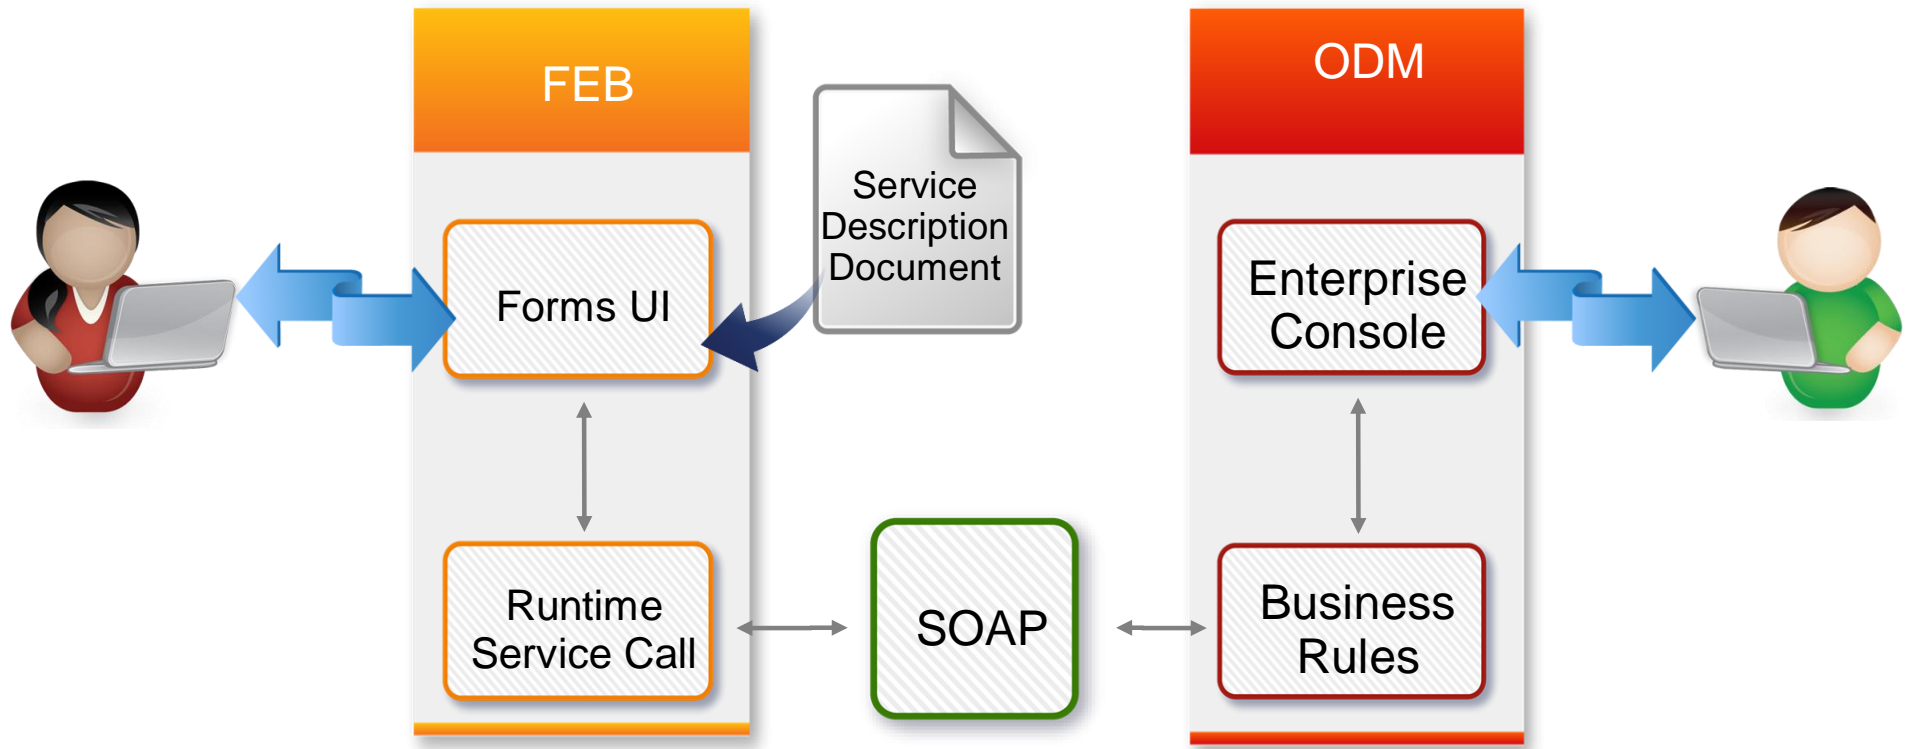 FEB
ODM
Service
Description
Document
Forms UI
Enterprise
Console
Runtime
Service Call
SOAP
Business
Rules